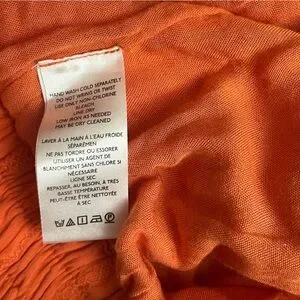 HAND WASH COLD SEPARATELY
DO NOT WRING OR TWIST
USE ONLY NON-CHLORINE
BLEACH
LINE DRY
LOW IRON AS NEEDED
MAY BE DRY CLEANED
LAVER À LA MAIN À L'EAU FROIDE
SÉPARÉMEN
NE PAS TORDRE OU ESSORER
UTILISER UN AGENT DE
BLANCHIMENT SANS CHLORE SI
NÉCESSAIRE
LIGNE SEC.
REPASSER, AU BESOIN, À TRÈS
BASSE TEMPÉRATURE
PEUT-ÊTRE ÊTRE NETTOYÉE
A SEC